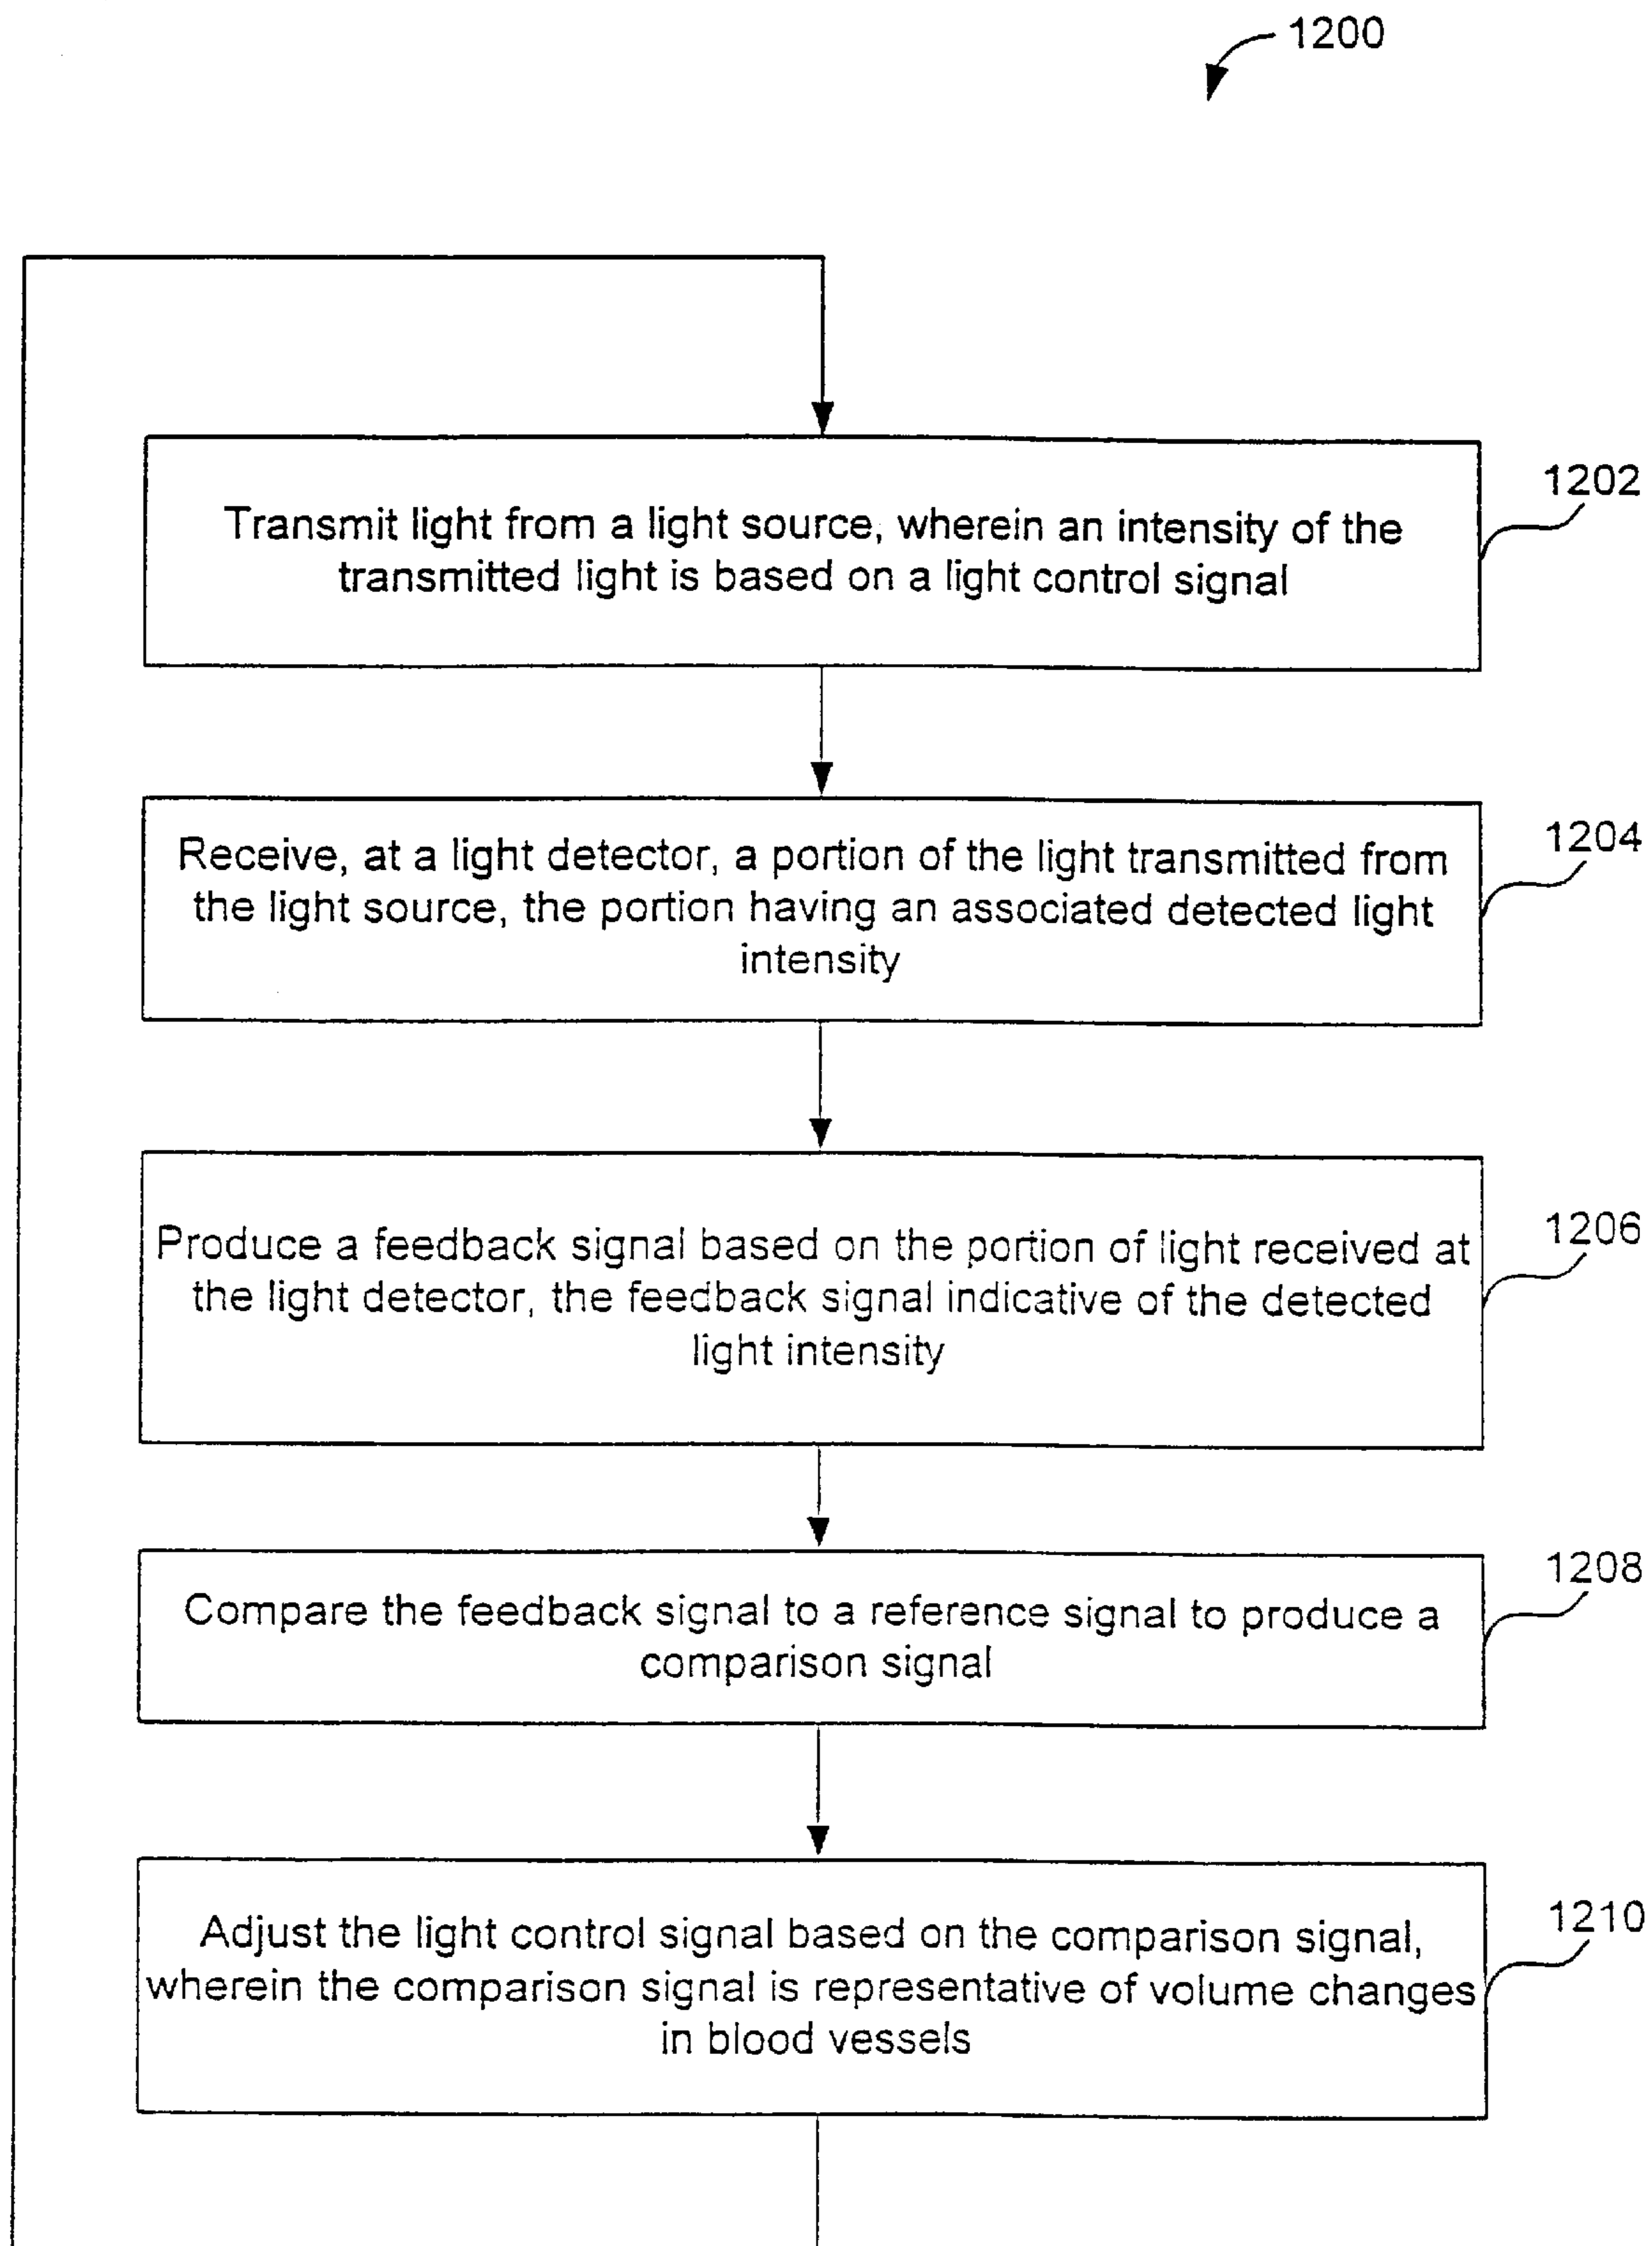 1200
1202
Transmit light from a light source, wherein an intensity of the
transmitted light is based on a light control signal
1204
Receive, at a light detector, a portion of the light transmitted from
the light source, the portion having an associated detected light
intensity
1206
Produce a feedback signal based on the portion of light received at
the light detector, the feedback signal indicative of the detected
light intensity
1208
Compare the feedback signal to a reference signal to produce a
comparison signal
1210
Adjust the light control signal based on the comparison signal,
wherein the comparison signal is representative of volume changes
in blood vessels